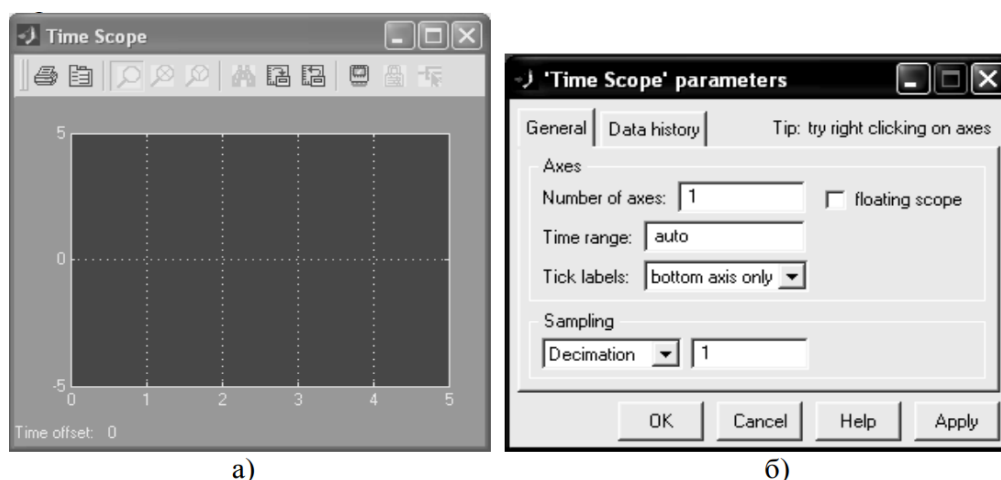 Time Scope
5
0
-5
0 1 2 3 4 5
Time offset: 0
а)
'Time Scope' parameters
General Data history Tip: try right clicking on axes
Axes
Number of axes: 1 floating scope
Time range: auto
Tick labels: bottom axis only
Sampling
Decimation 1
OK Cancel Help Apply
б)